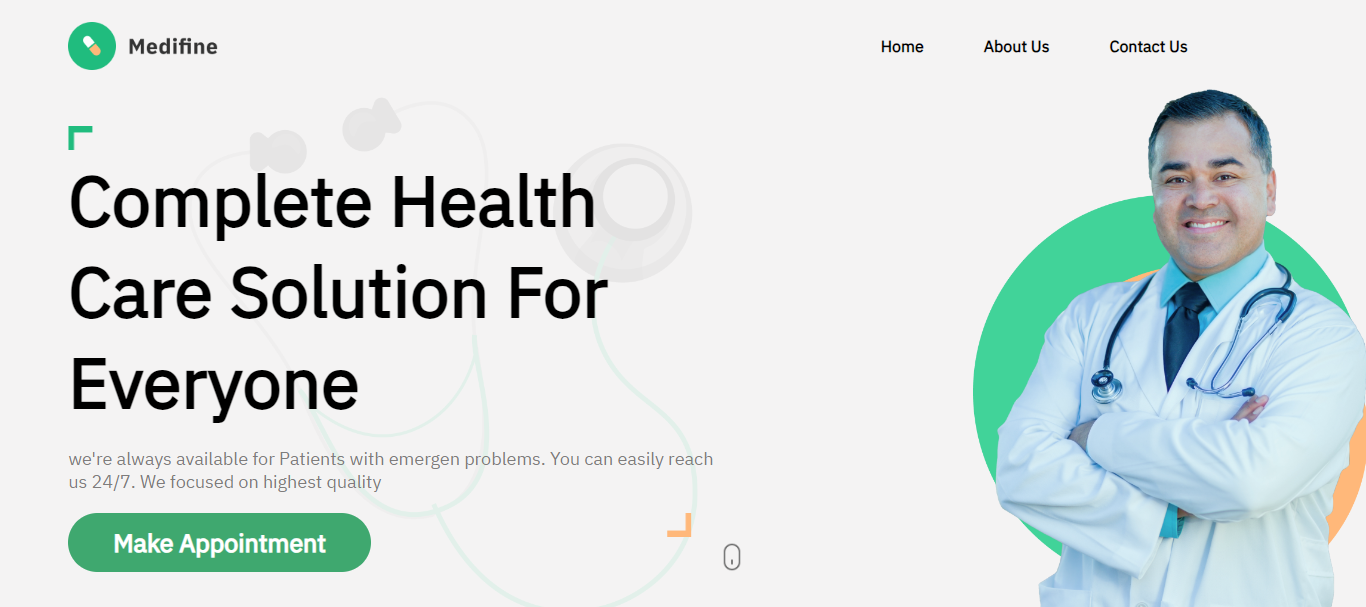 Medifine
Home
About Us
Contact Us
Complete Health
Care Solution For
Everyone
we're always available for Patients with emergen problems. You can easily reach
us 24/7. We focused on highest quality
Make Appointment